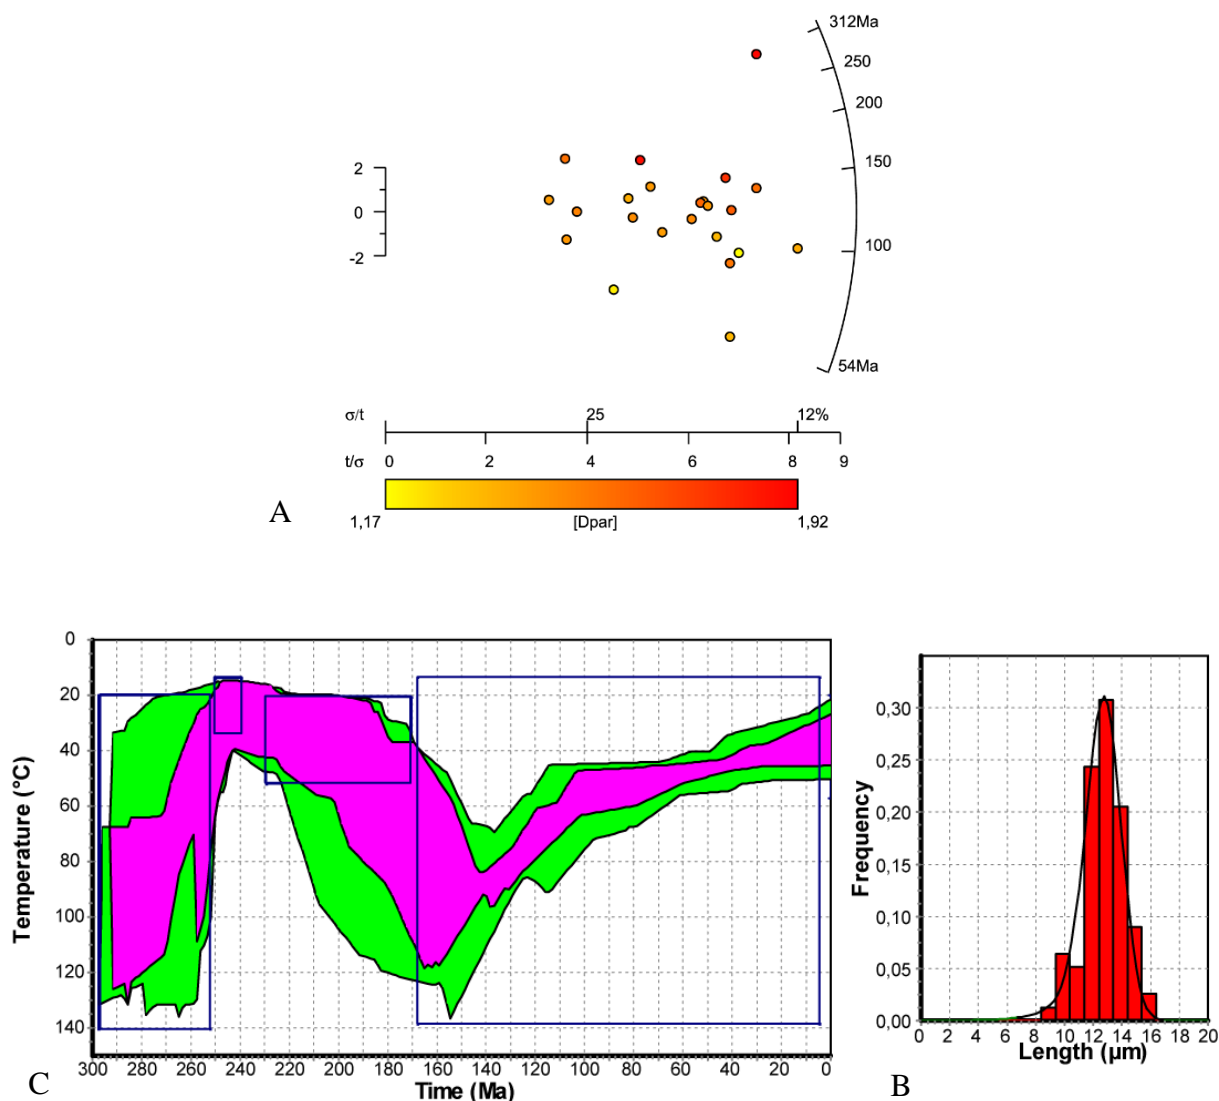 312Ma
250
200
150
100
54Ma
2
0
-2
σ/t 25 12%
t/σ 0 2 4 6 8 9
A
1,17 [Dpar] 1,92
0
20
40
60
80
100
120
140
Temperature (°C)
300 280 260 240 220 200 180 160 140 120 100 80 60 40 20 0
Time (Ma)
C
0,30
0,25
0,20
0,15
0,10
0,05
0,00
Frequency
0 2 4 6 8 10 12 14 16 18 20
Length (µm)
B